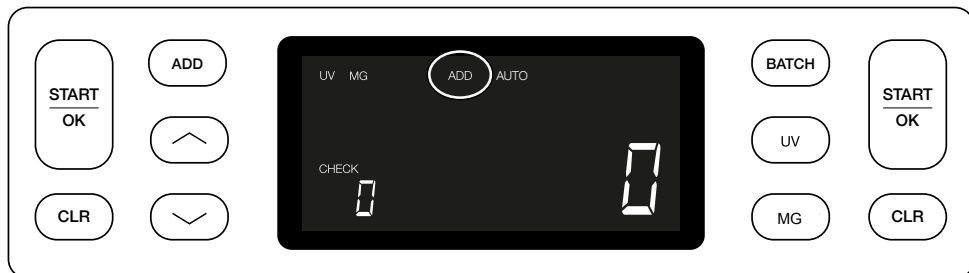 START
OK
CLR
ADD
UV MG ADD AUTO
CHECK
0
0
BATCH
UV
MG
START
OK
CLR